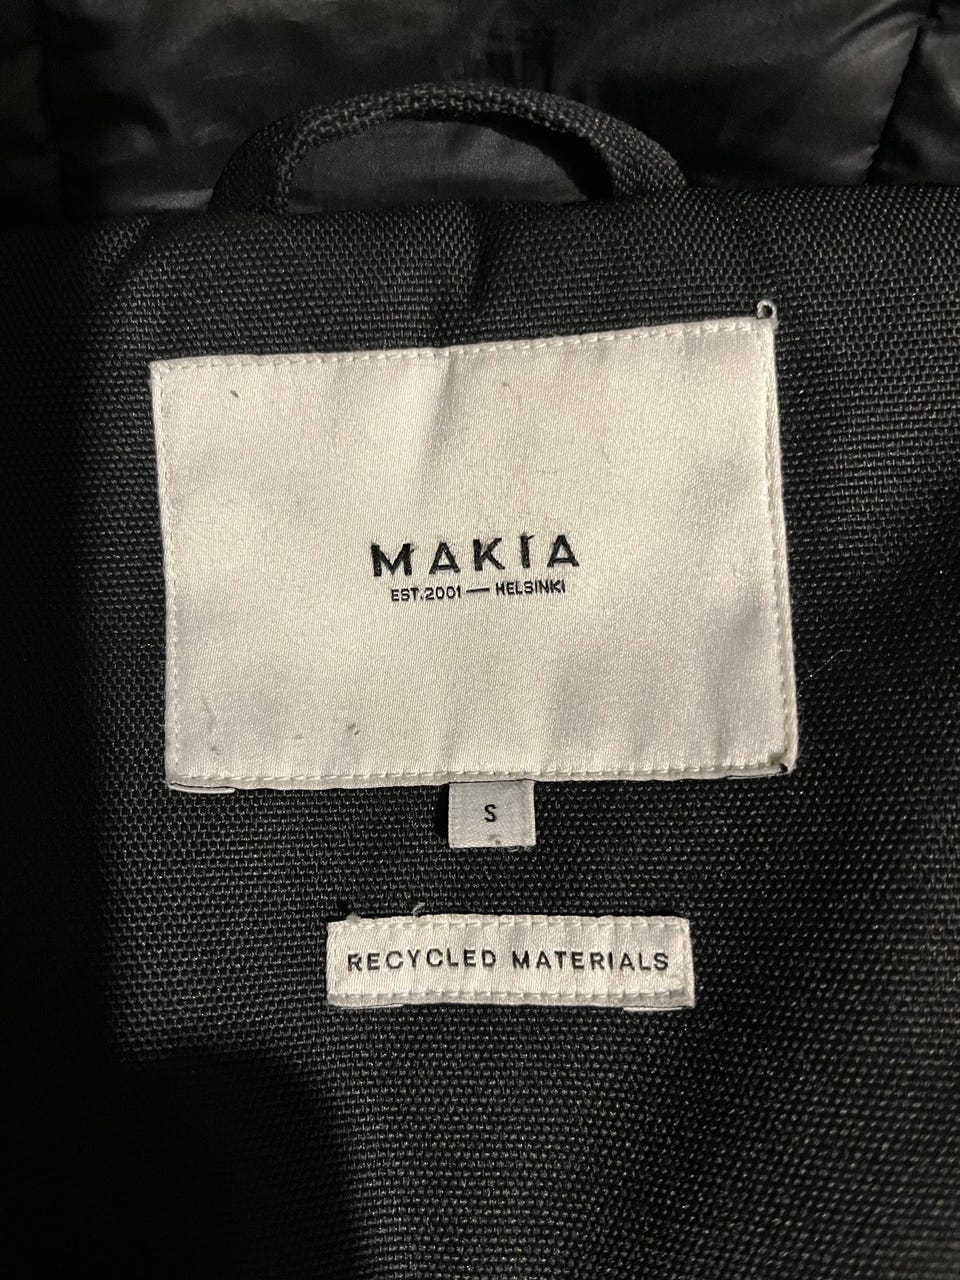 MAKIA
EST.2001 — HELSINKI
S
RECYCLED MATERIALS